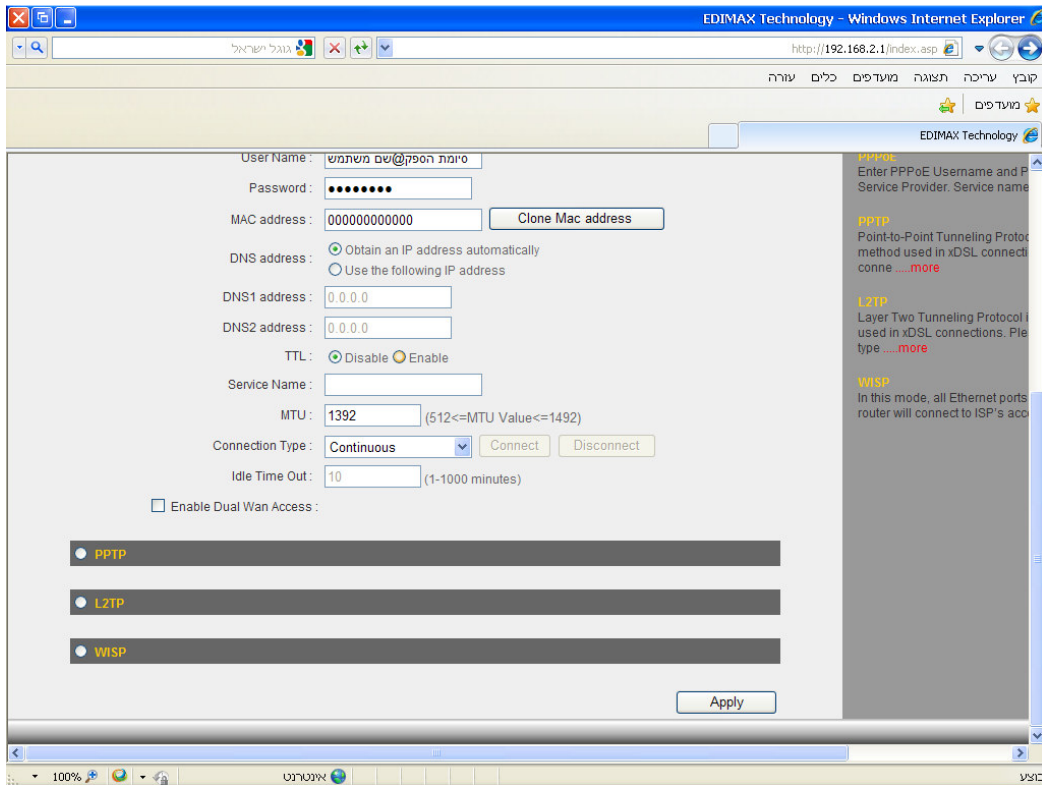 EDIMAX Technology - Windows Internet Explorer
http://192.168.2.1/index.asp
גוגל ישראל
קובץ עריכה תצוגה מועדפים כלים עזרה
מועדפים
EDIMAX Technology
User Name : שם משתמש@סיומת הספק
Password : ●●●●●●●●
MAC address : 000000000000 Clone Mac address
DNS address : Obtain an IP address automatically
Use the following IP address
DNS1 address : 0.0.0.0
DNS2 address : 0.0.0.0
TTL : Disable Enable
Service Name :
MTU : 1392 (512<=MTU Value<=1492)
Connection Type : Continuous Connect Disconnect
Idle Time Out : 10 (1-1000 minutes)
Enable Dual Wan Access :
PPTP
L2TP
WISP
Apply
PPPoE
Enter PPPoE Username and P
Service Provider. Service name
PPTP
Point-to-Point Tunneling Protoc
method used in xDSL connecti
conne .....more
L2TP
Layer Two Tunneling Protocol i
used in xDSL connections. Ple
type .....more
WISP
In this mode, all Ethernet ports
router will connect to ISP's acc
בוצע
אינטרנט
100%